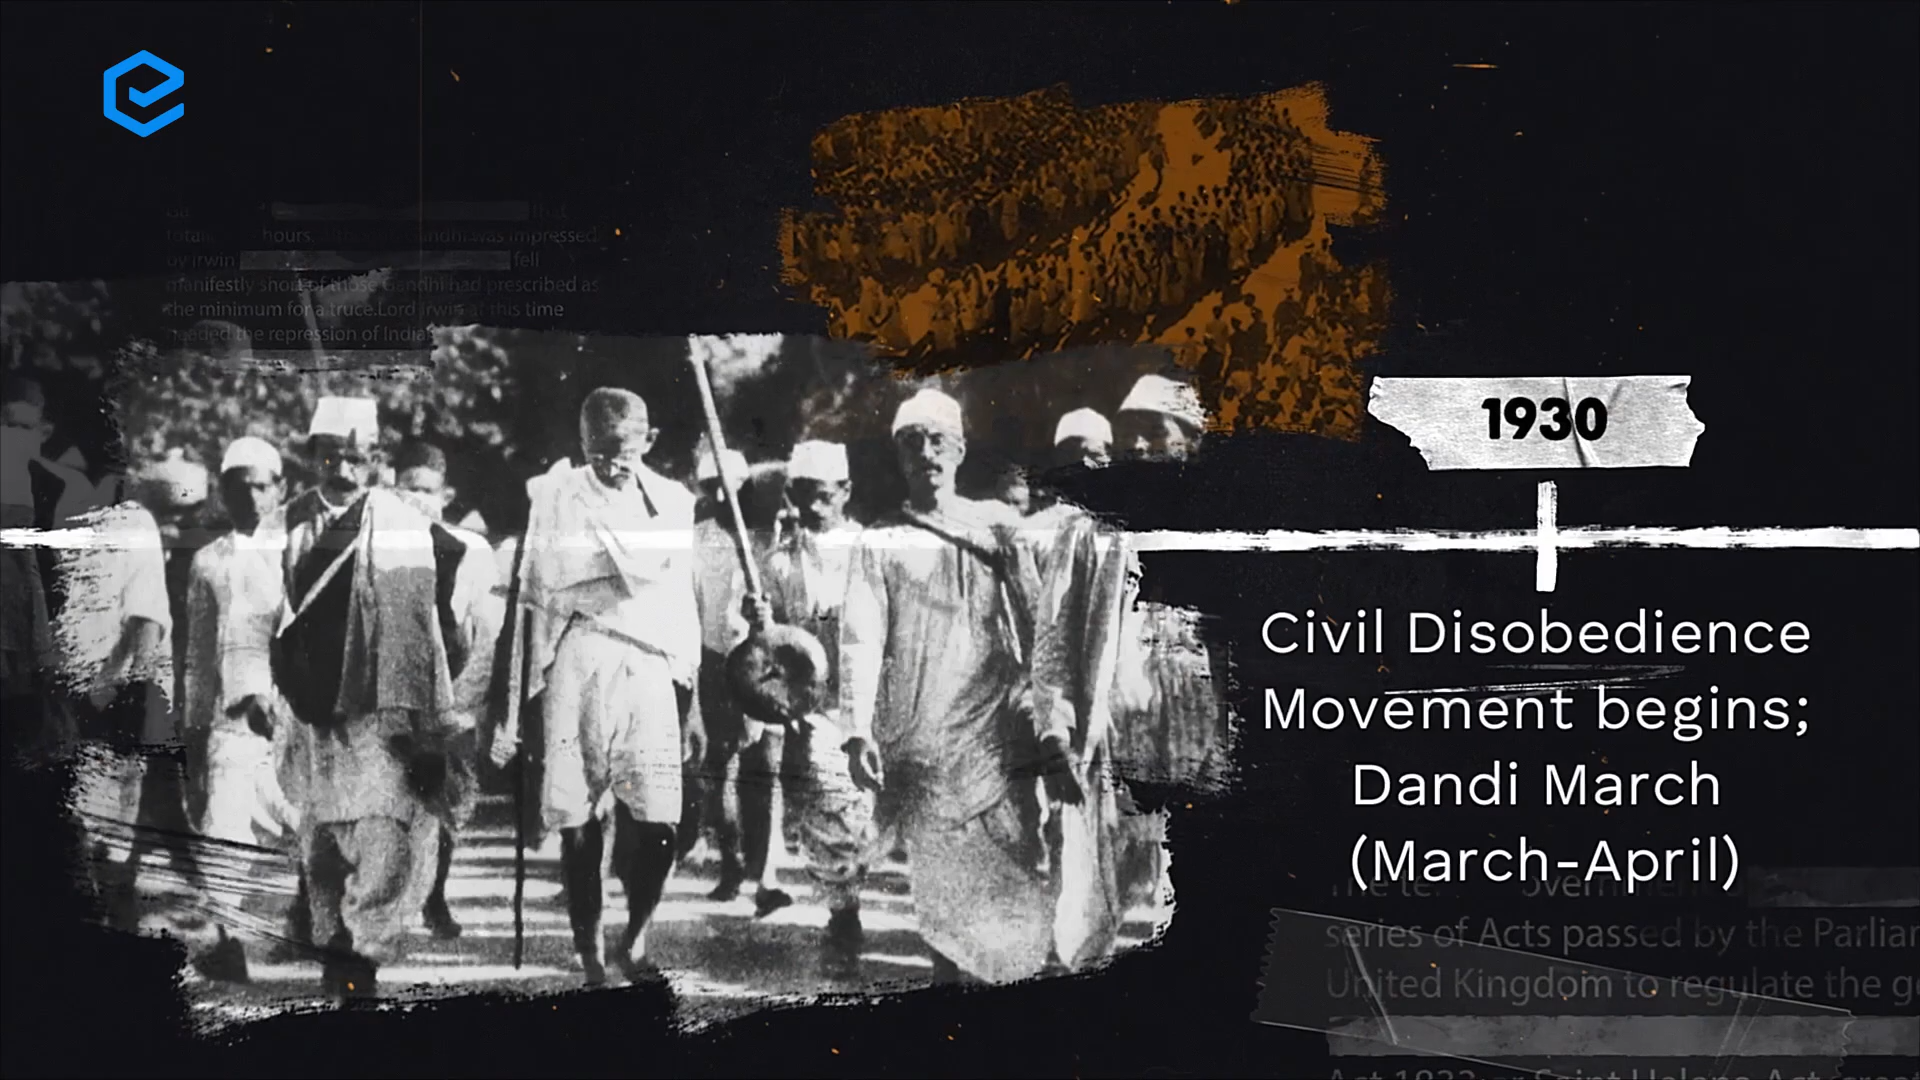 hours.
Gandhi was impressed
by Irwin
fell
manifestly short of those Gandhi had prescribed as
the minimum for a truce.Lord Irwin at this time
needed the repression of India
1930
Civil Disobedience
Movement begins;
Dandi March
(March-April)
series of Acts passed by the Parliar
United Kingdom to regulate the g